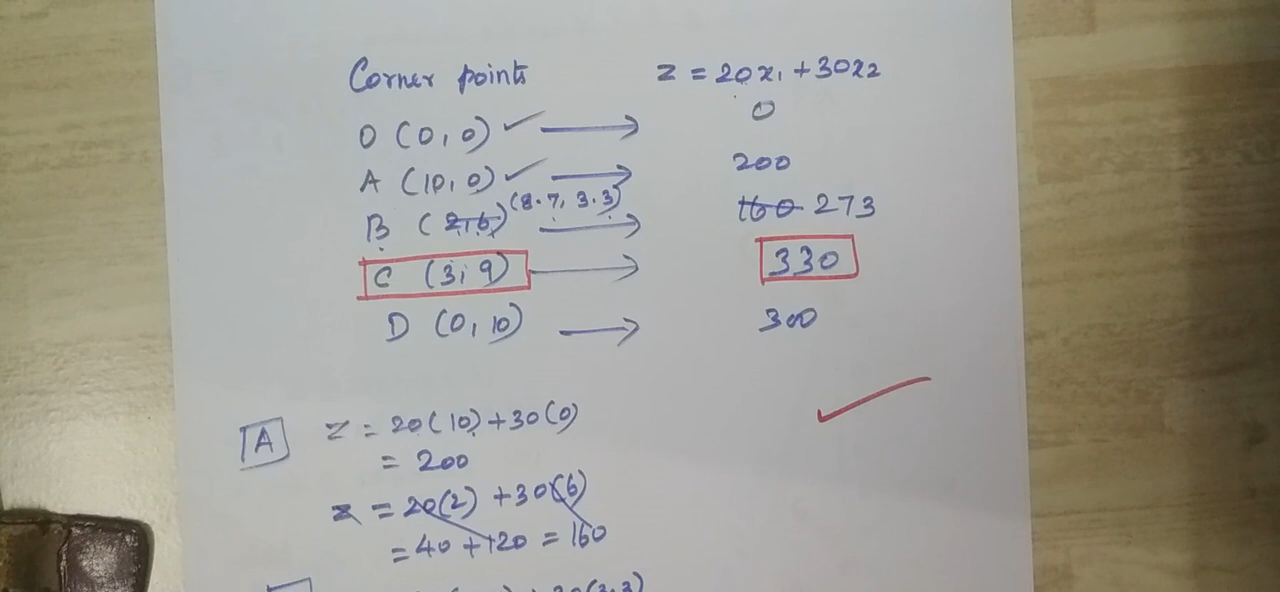 Corner points z = 20x₁ + 30x₂
O (0, 0) ✓ → 0
A (10, 0) ✓ → 200
B (2,6) (8.7, 3.3) → 160 273
C (3, 9) → 330
D (0, 10) → 300
A z = 20(10) + 30(0)
= 200
z = 20(2) + 30(6)
= 40 + 120 = 160